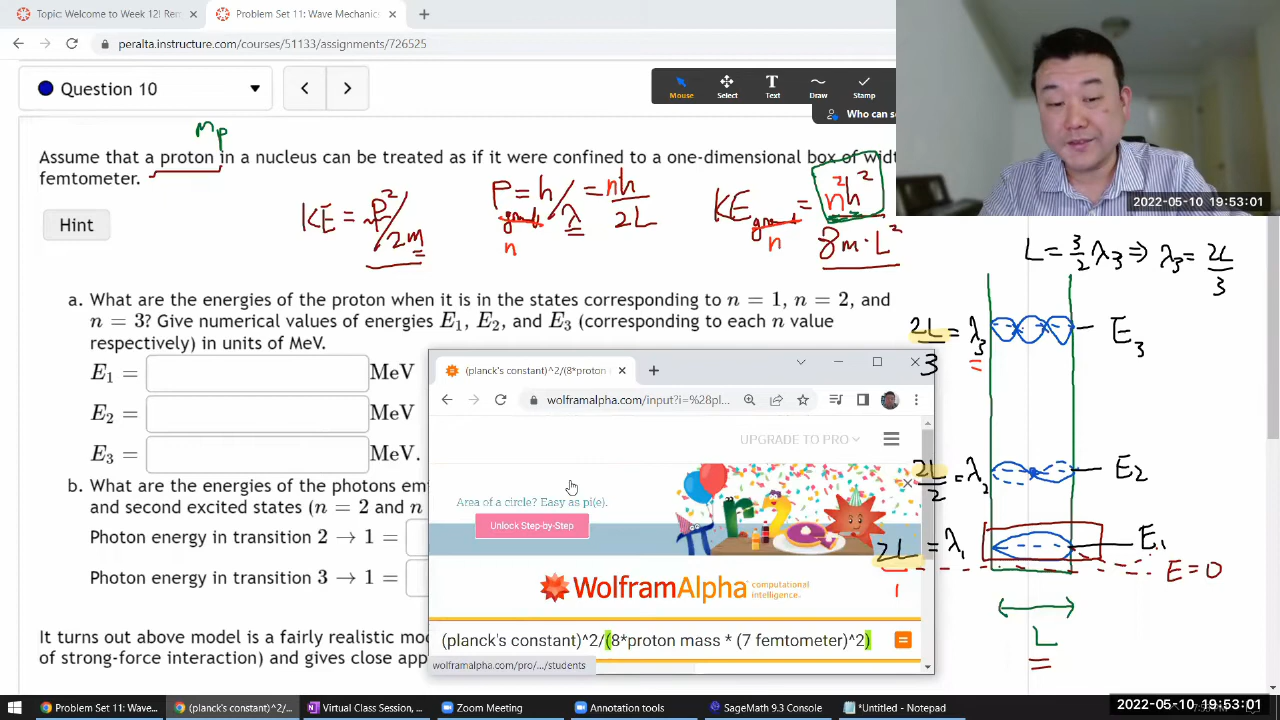 Topic: Welcome to Week 12! Rem
Problem Set 11: Wave Mechanics
peralta.instructure.com/courses/51133/assignments/726525
Question 10
Mouse
Select
Text
Draw
Stamp
Who can se
mp
Assume that a proton in a nucleus can be treated as if it were confined to a one-dimensional box of widt
femtometer.
Hint
KE = p²/2m
P = h/λ = nh/2L
n
KE = n²h²/8m·L²
n
2022-05-10 19:53:01
L = 3/2 λ3 ⇒ λ3 = 2L/3
a. What are the energies of the proton when it is in the states corresponding to n = 1, n = 2, and
n = 3? Give numerical values of energies E1, E2, and E3 (corresponding to each n value
respectively) in units of MeV.
E1 = MeV
E2 = MeV
E3 = MeV.
b. What are the energies of the photons em
and second excited states (n = 2 and n
Photon energy in transition 2 → 1 =
Photon energy in transition 3 → 1 =
It turns out above model is a fairly realistic mo
of strong-force interaction) and gives close app
(planck's constant)^2/(8*proton
wolframalpha.com/input?i=%28pl...
UPGRADE TO PRO
Area of a circle? Easy as pi(e).
Unlock Step-by-Step
WolframAlpha computational
intelligence.
(planck's constant)^2/(8*proton mass * (7 femtometer)^2)
wolframalpha.com/pro/.../students
2L/3 = λ3
E3
2L/2 = λ2
E2
2L/1 = λ1
E1
E = 0
L
Problem Set 11: Wave...
(planck's constant)^2/...
Virtual Class Session,...
Zoom Meeting
Annotation tools
SageMath 9.3 Console
*Untitled - Notepad
2022-05-10 19:53:01